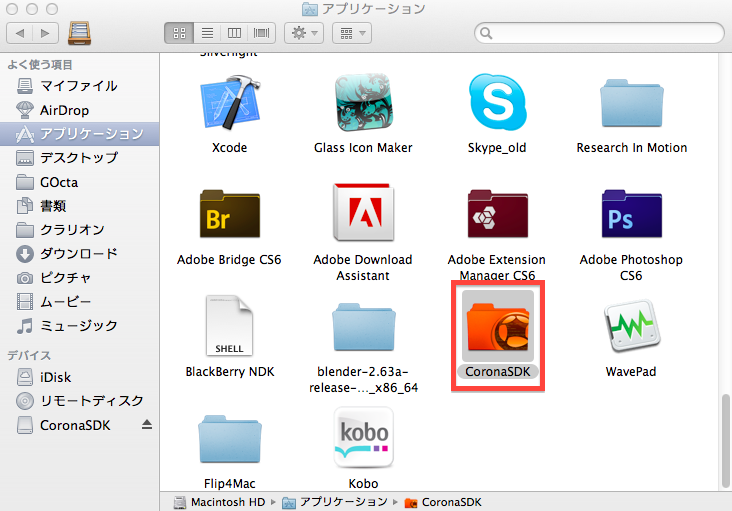 アプリケーション
よく使う項目
マイファイル
AirDrop
アプリケーション
デスクトップ
GOcta
書類
クラリオン
ダウンロード
ピクチャ
ムービー
ミュージック
デバイス
iDisk
リモートディスク
CoronaSDK
Silverlight
Xcode
Glass Icon Maker
Skype_old
Research In Motion
Br
Ps
Adobe Bridge CS6
Adobe Download
Assistant
Adobe Extension
Manager CS6
Adobe Photoshop
CS6
SHELL
BlackBerry NDK
blender-2.63a-
release-..._x86_64
CoronaSDK
WavePad
kobo
Flip4Mac
Kobo
Macintosh HD
アプリケーション
CoronaSDK